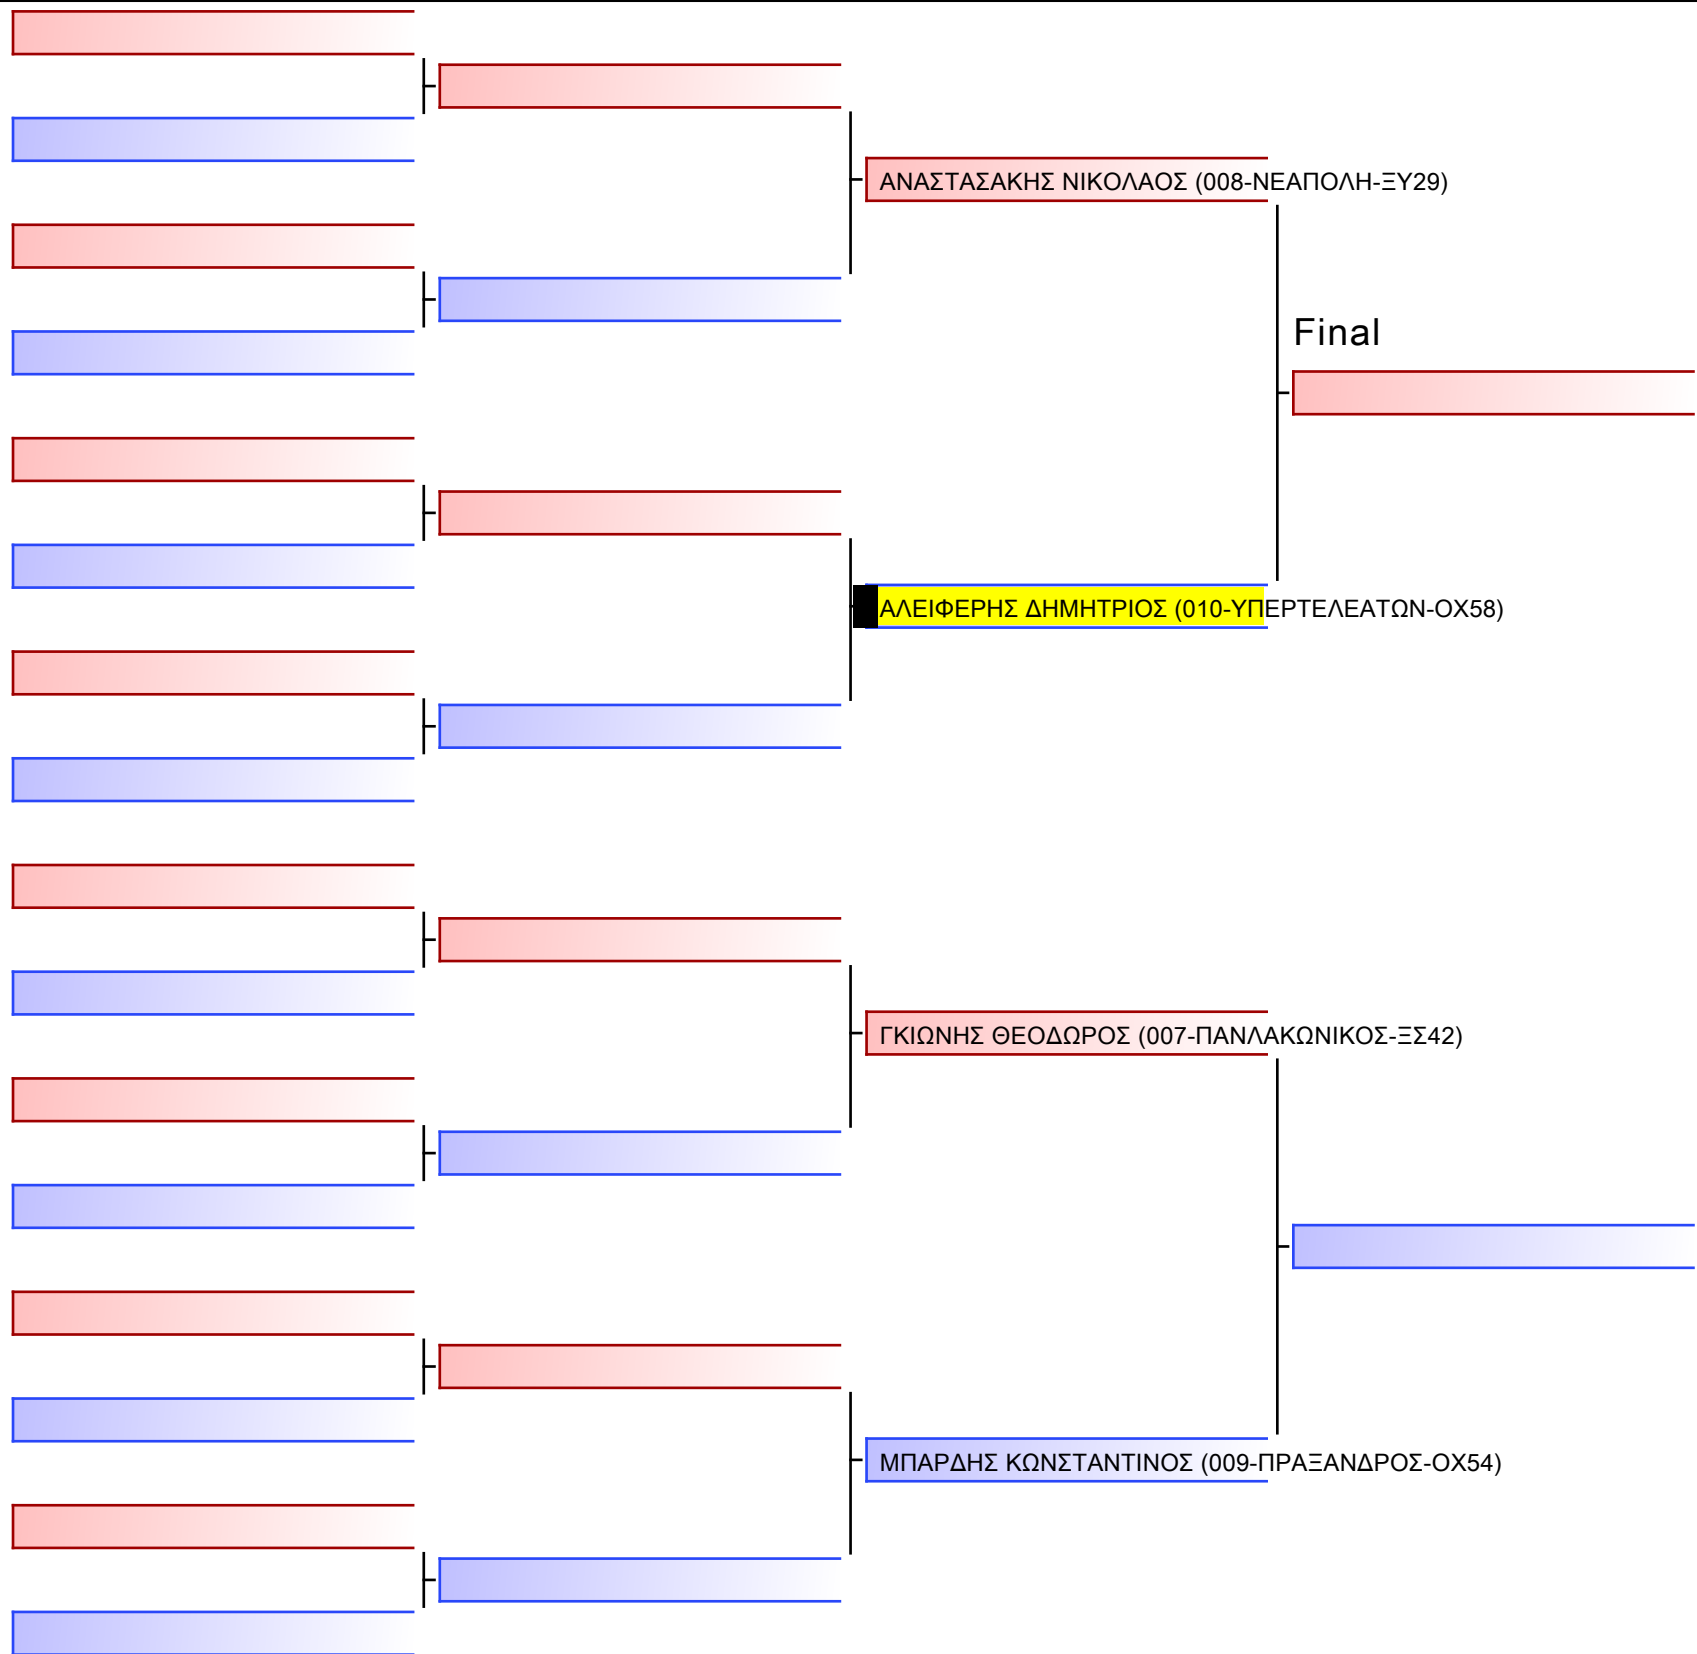 ΑΝΑΣΤΑΣΑΚΗΣ ΝΙΚΟΛΑΟΣ (008-ΝΕΑΠΟΛΗ-ΞΥ29)
Final
ΑΛΕΙΦΕΡΗΣ ΔΗΜΗΤΡΙΟΣ (010-ΥΠΕΡΤΕΛΕΑΤΩΝ-ΟΧ58)
ΓΚΙΩΝΗΣ ΘΕΟΔΩΡΟΣ (007-ΠΑΝΛΑΚΩΝΙΚΟΣ-ΞΣ42)
ΜΠΑΡΔΗΣ ΚΩΝΣΤΑΝΤΙΝΟΣ (009-ΠΡΑΞΑΝΔΡΟΣ-ΟΧ54)